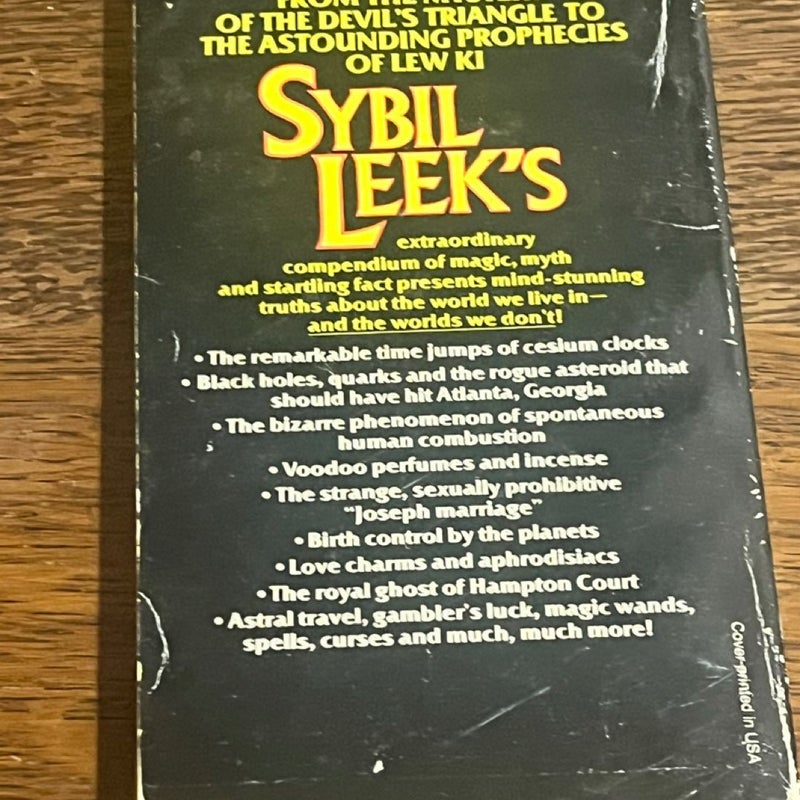 FROM THE
OF THE DEVIL'S TRIANGLE TO
THE ASTOUNDING PROPHECIES
OF LEW KI
SYBIL
LEEK'S
extraordinary
compendium of magic, myth
and startling fact presents mind-stunning
truths about the world we live in—
and the worlds we don't!
• The remarkable time jumps of cesium clocks
• Black holes, quarks and the rogue asteroid that
should have hit Atlanta, Georgia
• The bizarre phenomenon of spontaneous
human combustion
• Voodoo perfumes and incense
• The strange, sexually prohibitive
"Joseph marriage"
• Birth control by the planets
• Love charms and aphrodisiacs
• The royal ghost of Hampton Court
• Astral travel, gambler's luck, magic wands,
spells, curses and much, much more!
Cover printed in USA